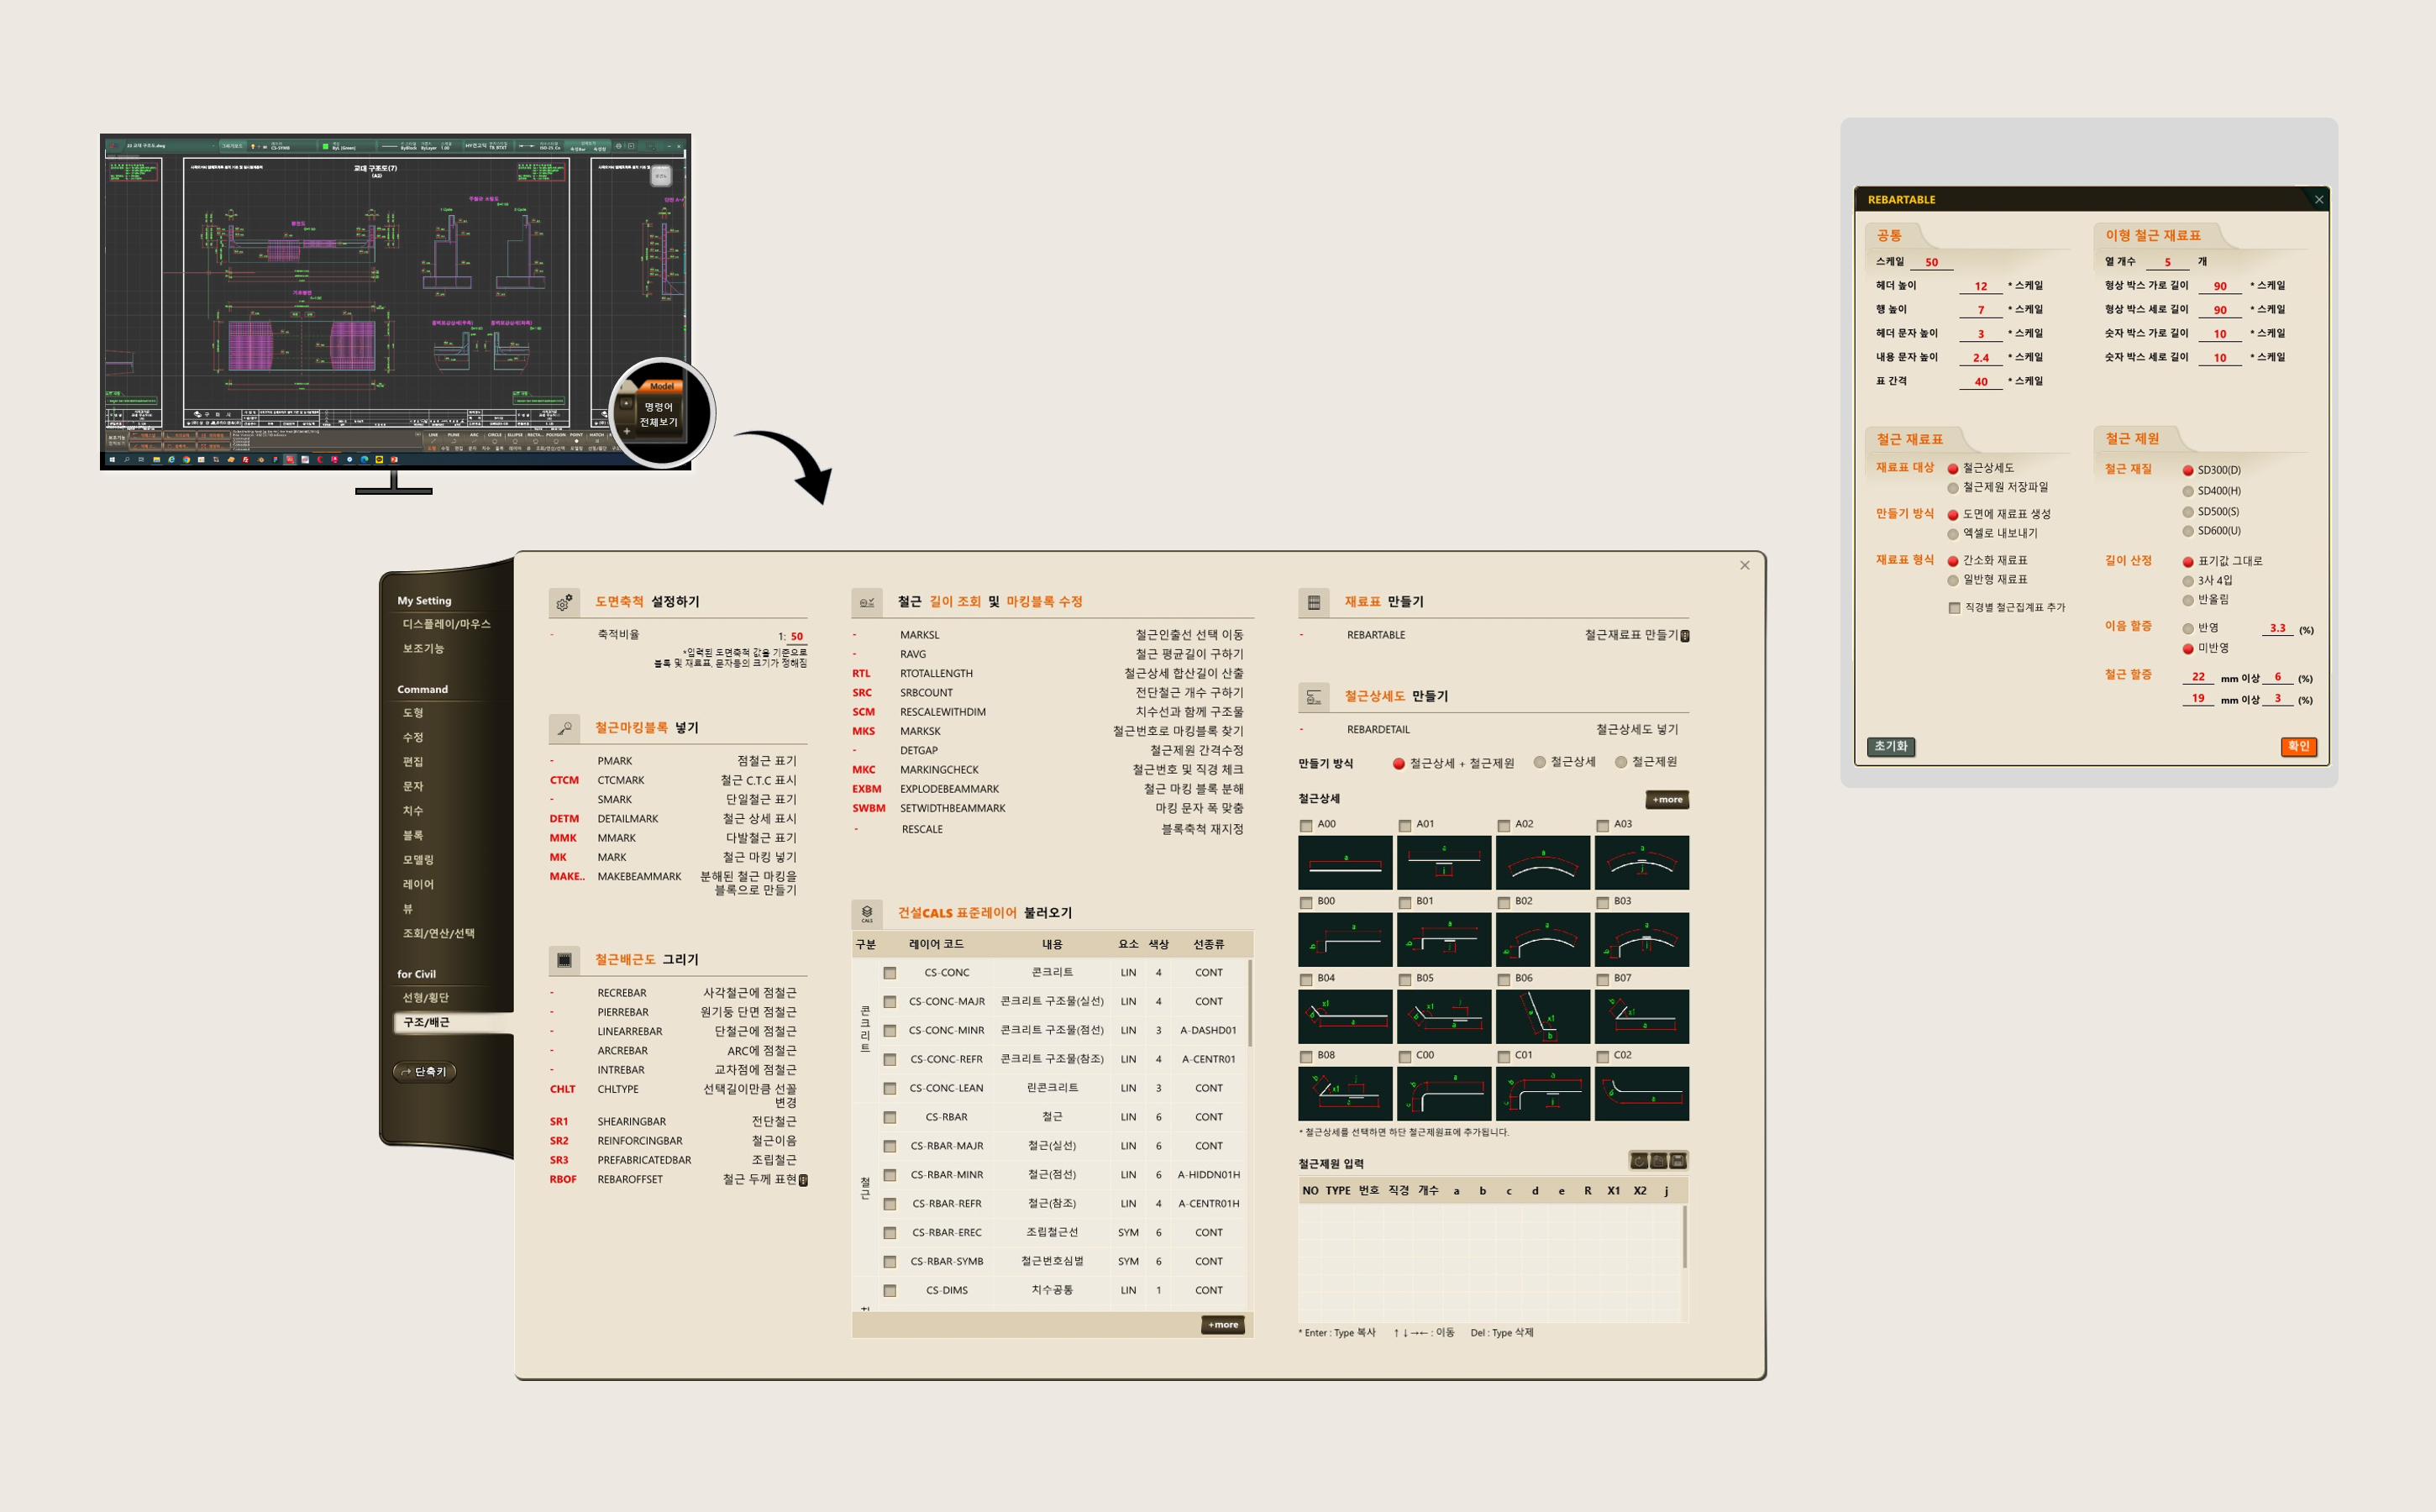 교대 구조도(7)
(A2)
Model
명령어
전체보기
LINE PLINE ARC CIRCLE ELLIPSE RECTA.. POLYGON POINT HATCH
My Setting
디스플레이/마우스
보조기능
Command
도형
수정
편집
문자
치수
블록
모델링
레이어
뷰
조회/연산/선택
for Civil
선형/횡단
구조/배근
단축키
도면축척 설정하기
- 축적비율 1: 50
*입력된 도면축척 값을 기준으로
블록 및 재료표, 문자등의 크기가 정해짐
철근마킹블록 넣기
- PMARK 점철근 표기
CTCM CTCMARK 철근 C.T.C 표시
- SMARK 단일철근 표기
DETM DETAILMARK 철근 상세 표시
MMK MMARK 다발철근 표기
MK MARK 철근 마킹 넣기
MAKE.. MAKEBEAMMARK 분해된 철근 마킹을
블록으로 만들기
철근배근도 그리기
- RECREBAR 사각철근에 점철근
- PIERREBAR 원기둥 단면 점철근
- LINEARREBAR 단철근에 점철근
- ARCREBAR ARC에 점철근
- INTREBAR 교차점에 점철근
CHLT CHLTYPE 선택길이만큼 선꼴
변경
SR1 SHEARINGBAR 전단철근
SR2 REINFORCINGBAR 철근이음
SR3 PREFABRICATEDBAR 조립철근
RBOF REBAROFFSET 철근 두께 표현
철근 길이 조회 및 마킹블록 수정
- MARKSL 철근인출선 선택 이동
- RAVG 철근 평균길이 구하기
RTL RTOTALLENGTH 철근상세 합산길이 산출
SRC SRBCOUNT 전단철근 개수 구하기
SCM RESCALEWITHDIM 치수선과 함께 구조물
MKS MARKSK 철근번호로 마킹블록 찾기
- DETGAP 철근제원 간격수정
MKC MARKINGCHECK 철근번호 및 직경 체크
EXBM EXPLODEBEAMMARK 철근 마킹 블록 분해
SWBM SETWIDTHBEAMMARK 마킹 문자 폭 맞춤
- RESCALE 블록축척 재지정
CALS
건설CALS 표준레이어 불러오기
구분 레이어 코드 내용 요소 색상 선종류
콘크리트
CS-CONC 콘크리트 LIN 4 CONT
CS-CONC-MAJR 콘크리트 구조물(실선) LIN 4 CONT
CS-CONC-MINR 콘크리트 구조물(점선) LIN 3 A-DASHD01
CS-CONC-REFR 콘크리트 구조물(참조) LIN 4 A-CENTR01
CS-CONC-LEAN 린콘크리트 LIN 3 CONT
철근
CS-RBAR 철근 LIN 6 CONT
CS-RBAR-MAJR 철근(실선) LIN 6 CONT
CS-RBAR-MINR 철근(점선) LIN 6 A-HIDDN01H
CS-RBAR-REFR 철근(참조) LIN 4 A-CENTR01H
CS-RBAR-EREC 조립철근선 SYM 6 CONT
CS-RBAR-SYMB 철근번호심벌 SYM 6 CONT
CS-DIMS 치수공통 LIN 1 CONT
+more
재료표 만들기
- REBARTABLE 철근재료표 만들기
철근상세도 만들기
- REBARDETAIL 철근상세도 넣기
만들기 방식 철근상세 + 철근제원 철근상세 철근제원
철근상세 +more
A00 A01 A02 A03
B00 B01 B02 B03
B04 B05 B06 B07
B08 C00 C01 C02
* 철근상세를 선택하면 하단 철근제원표에 추가됩니다.
철근제원 입력
NO TYPE 번호 직경 개수 a b c d e R X1 X2 j
* Enter : Type 복사 ↑ ↓ →← : 이동 Del : Type 삭제
REBARTABLE
공통
스케일 50
헤더 높이 12 * 스케일
행 높이 7 * 스케일
헤더 문자 높이 3 * 스케일
내용 문자 높이 2.4 * 스케일
표 간격 40 * 스케일
이형 철근 재료표
열 개수 5 개
형상 박스 가로 길이 90 * 스케일
형상 박스 세로 길이 90 * 스케일
숫자 박스 가로 길이 10 * 스케일
숫자 박스 세로 길이 10 * 스케일
철근 재료표
재료표 대상 철근상세도
철근제원 저장파일
만들기 방식 도면에 재료표 생성
엑셀로 내보내기
재료표 형식 간소화 재료표
일반형 재료표
직경별 철근집계표 추가
철근 제원
철근 재질 SD300(D)
SD400(H)
SD500(S)
SD600(U)
길이 산정 표기값 그대로
3사 4입
반올림
이음 할증 반영 3.3 (%)
미반영
철근 할증 22 mm 이상 6 (%)
19 mm 이상 3 (%)
초기화
확인